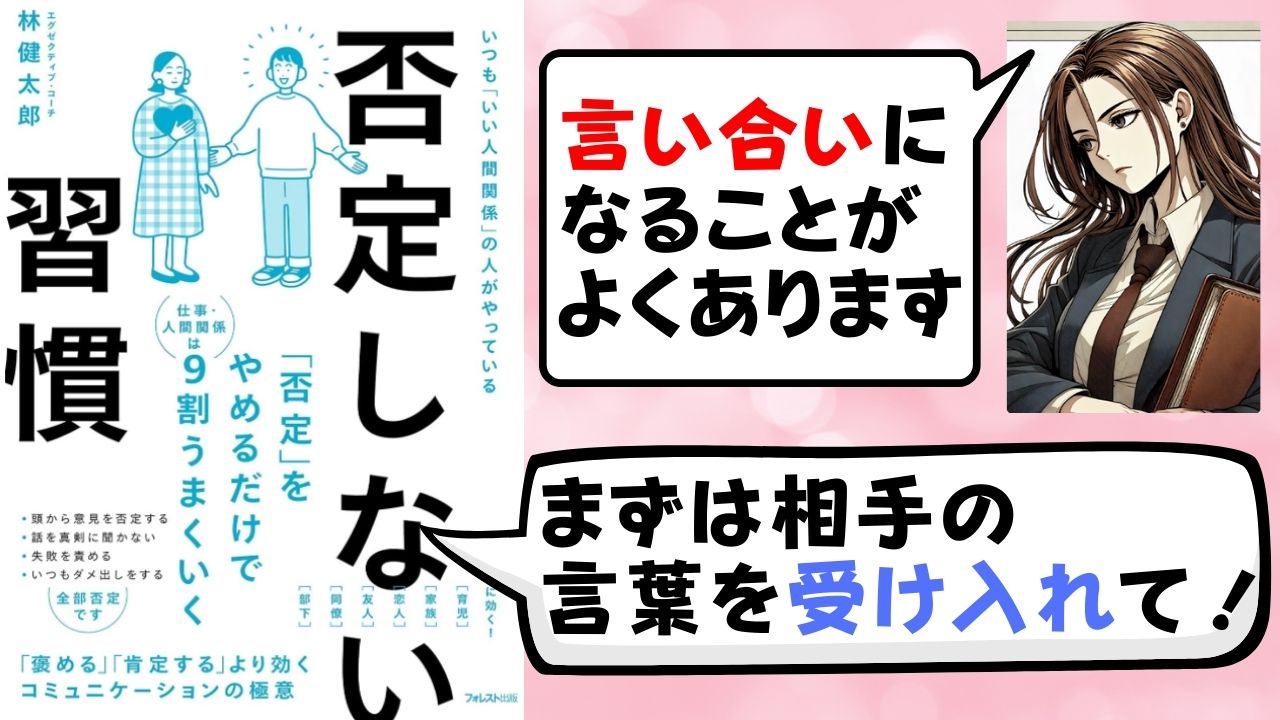 いつも「いい人間関係」の人がやっている
否定しない
習慣
エグゼクティブ・コーチ
林健太郎
仕事・
人間関係
は
「否定」を
やめるだけで
9割うまくいく
・頭から意見を否定する
・話を真剣に聞かない
・失敗を責める
・いつもダメ出しをする
全部否定
です
に効く!
[育児]
[家族]
[恋人]
[友人]
[同僚]
[部下]
「褒める」「肯定する」より効く
コミュニケーションの極意
フォレスト出版
言い合いに
なることが
よくあります
まずは相手の
言葉を受け入れて!